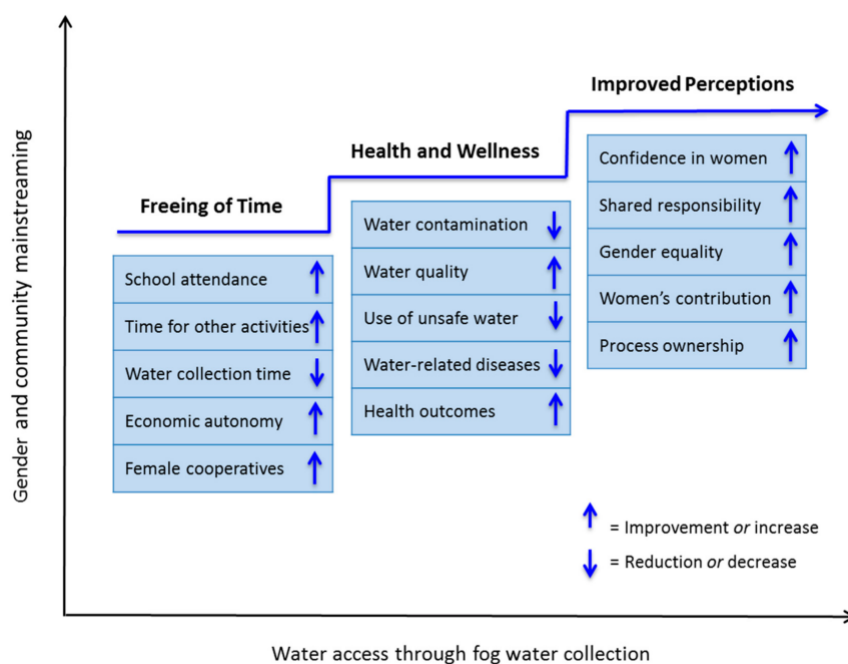 Improved Perceptions
Confidence in women
Shared responsibility
Gender equality
Women’s contribution
Process ownership
Health and Wellness
Water contamination
Water quality
Use of unsafe water
Water-related diseases
Health outcomes
Freeing of Time
School attendance
Time for other activities
Water collection time
Economic autonomy
Female cooperatives
= Improvement or increase
= Reduction or decrease
Gender and community mainstreaming
Water access through fog water collection